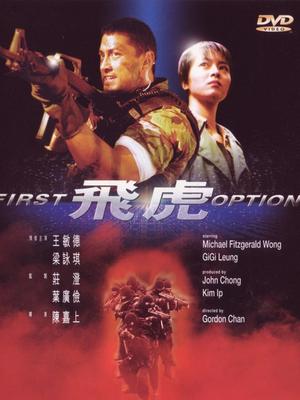 DVD
VIDEO
FIRST 飛虎 OPTION
王敏德
梁詠琪
莊澄
葉廣儉
陳嘉上
starring
Michael Fitzgerald Wong
GiGi Leung
produced by
John Chong
Kim Ip
directed by
Gordon Chan